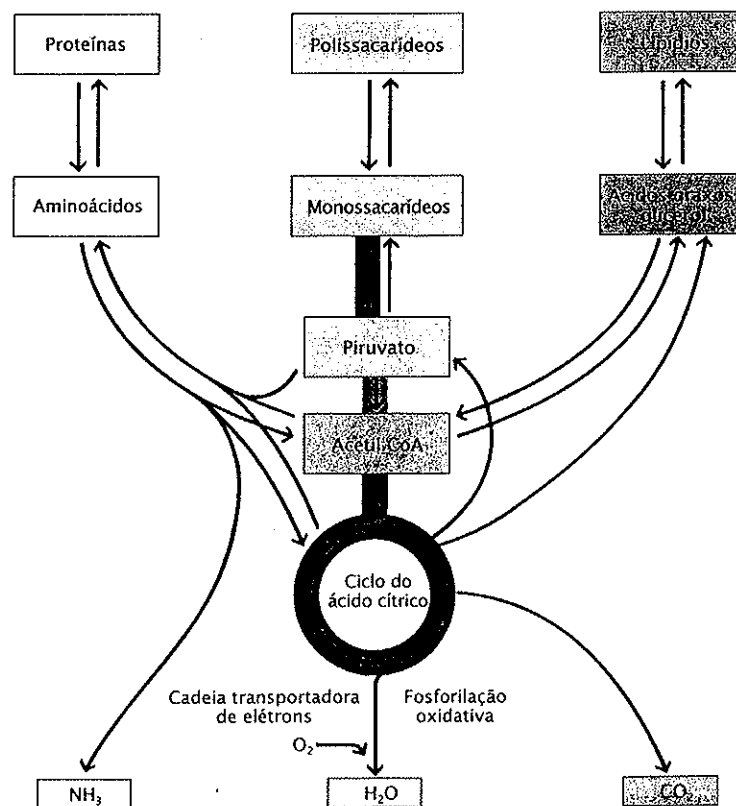 Proteínas
Polissacarídeos
Lipídios
Aminoácidos
Monossacarídeos
Ácidos graxos
glicerol
Piruvato
Acetil-CoA
Ciclo do
ácido cítrico
Cadeia transportadora
de elétrons
Fosforilação
oxidativa
O₂
NH₃
H₂O
CO₂